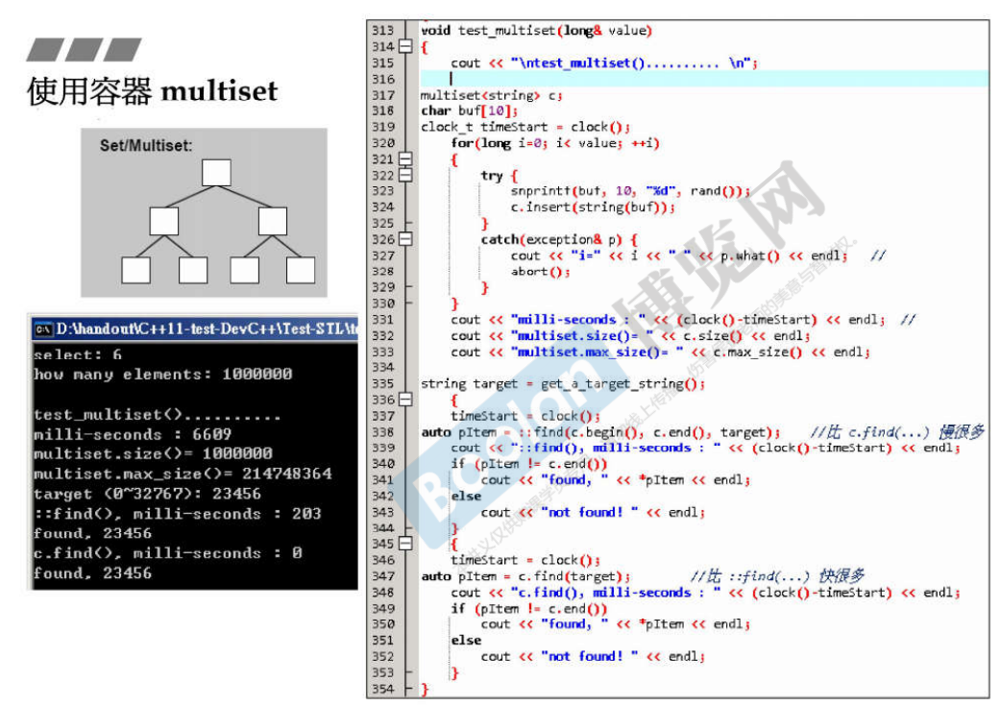 使用容器 multiset
Set/Multiset:
D:\handout\C++11-test-DevC++\Test-STL\t
select: 6
how many elements: 1000000
test_multiset()..........
milli-seconds : 6609
multiset.size()= 1000000
multiset.max_size()= 214748364
target (0~32767): 23456
::find(), milli-seconds : 203
found, 23456
c.find(), milli-seconds : 0
found, 23456
313 void test_multiset(long& value)
314 {
315 cout << "\ntest_multiset().......... \n";
316
317 multiset<string> c;
318 char buf[10];
319 clock_t timeStart = clock();
320 for(long i=0; i< value; ++i)
321 {
322 try {
323 snprintf(buf, 10, "%d", rand());
324 c.insert(string(buf));
325 }
326 catch(exception& p) {
327 cout << "i=" << i << " " << p.what() << endl; //
328 abort();
329 }
330 }
331 cout << "milli-seconds : " << (clock()-timeStart) << endl; //
332 cout << "multiset.size()= " << c.size() << endl;
333 cout << "multiset.max_size()= " << c.max_size() << endl;
334
335 string target = get_a_target_string();
336 {
337 timeStart = clock();
338 auto pItem = ::find(c.begin(), c.end(), target); //比 c.find(...) 慢很多
339 cout << "::find(), milli-seconds : " << (clock()-timeStart) << endl;
340 if (pItem != c.end())
341 cout << "found, " << *pItem << endl;
342 else
343 cout << "not found! " << endl;
344 }
345 {
346 timeStart = clock();
347 auto pItem = c.find(target); //比 ::find(...) 快很多
348 cout << "c.find(), milli-seconds : " << (clock()-timeStart) << endl;
349 if (pItem != c.end())
350 cout << "found, " << *pItem << endl;
351 else
352 cout << "not found! " << endl;
353 }
354 }
Boolan
博览网